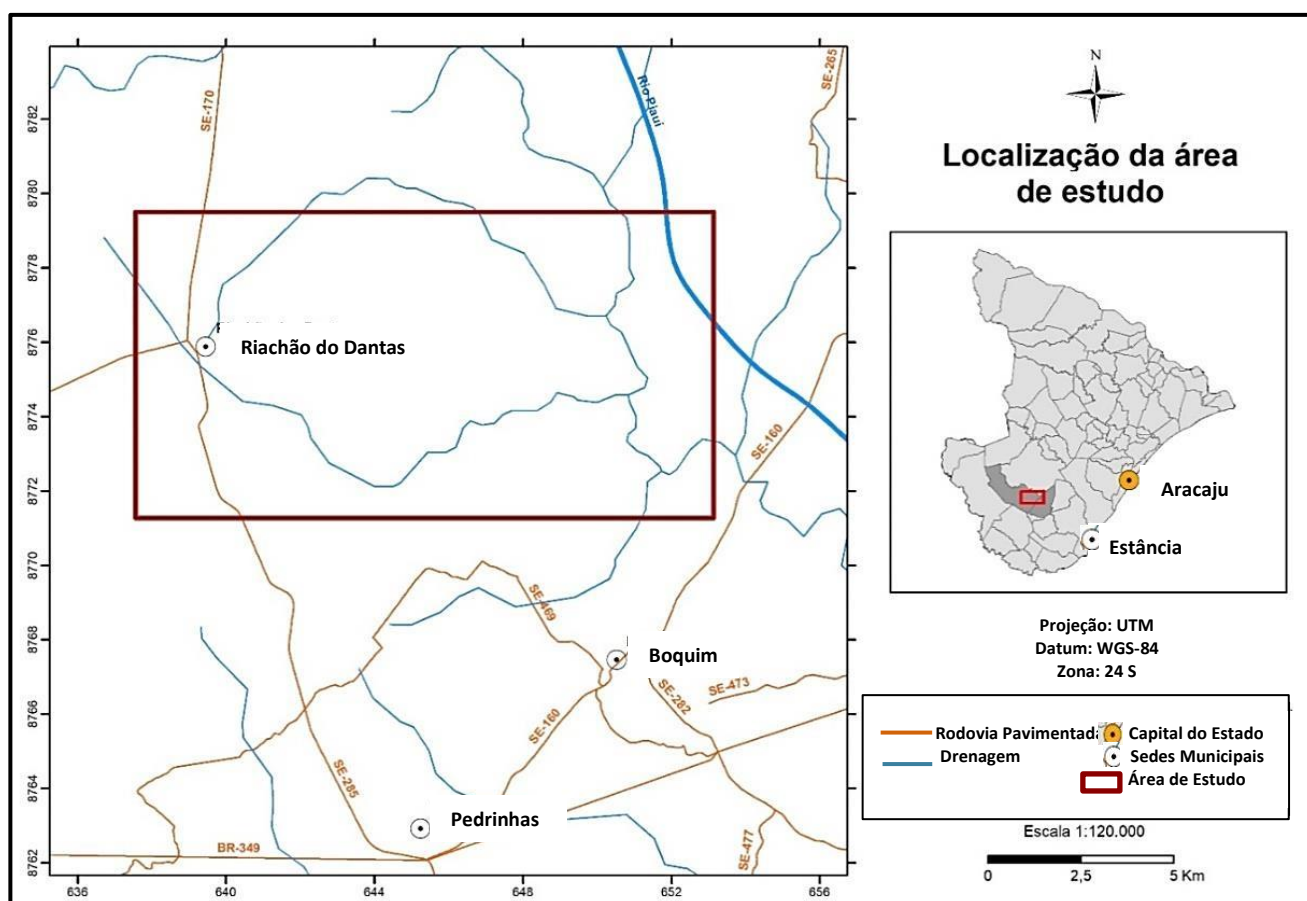 N
Localização da área
de estudo
SE-170
Rio Piauí
SE-265
8782
8780
8778
8776
8774
8772
8770
8768
8766
8764
8762
Riachão do Dantas
SE-160
SE-469
Boquim
SE-473
SE-282
SE-160
SE-285
Pedrinhas
BR-349
SE-477
636
640
644
648
652
656
Aracaju
Estância
Projeção: UTM
Datum: WGS-84
Zona: 24 S
Rodovia Pavimentada
Capital do Estado
Drenagem
Sedes Municipais
Área de Estudo
Escala 1:120.000
0 2,5 5 Km